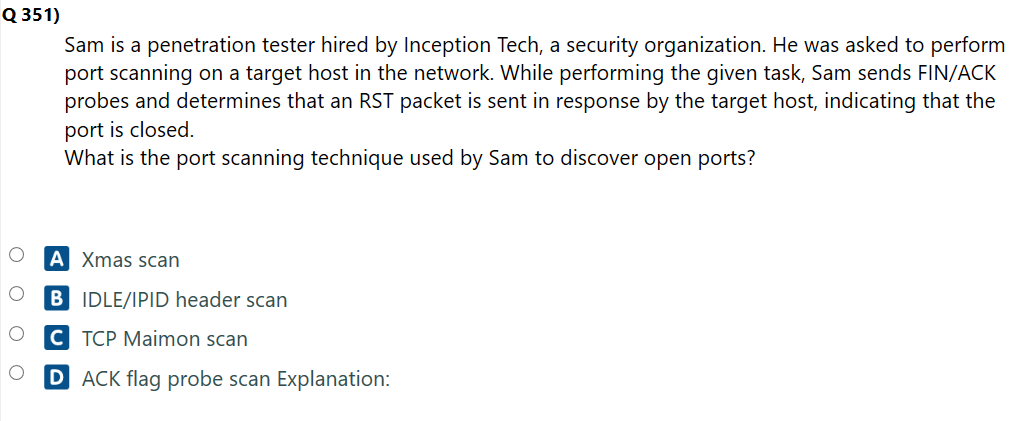 Q 351)
Sam is a penetration tester hired by Inception Tech, a security organization. He was asked to perform
port scanning on a target host in the network. While performing the given task, Sam sends FIN/ACK
probes and determines that an RST packet is sent in response by the target host, indicating that the
port is closed.
What is the port scanning technique used by Sam to discover open ports?
A Xmas scan
B IDLE/IPID header scan
C TCP Maimon scan
D ACK flag probe scan Explanation: